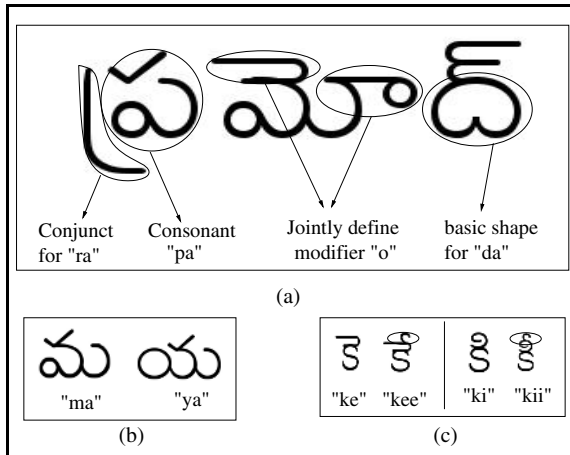 ప్రమోద్
Conjunct Consonant Jointly define basic shape
for "ra" "pa" modifier "o" for "da"
(a)
మ య కె కే కి కీ
"ma" "ya" "ke" "kee" "ki" "kii"
(b) (c)